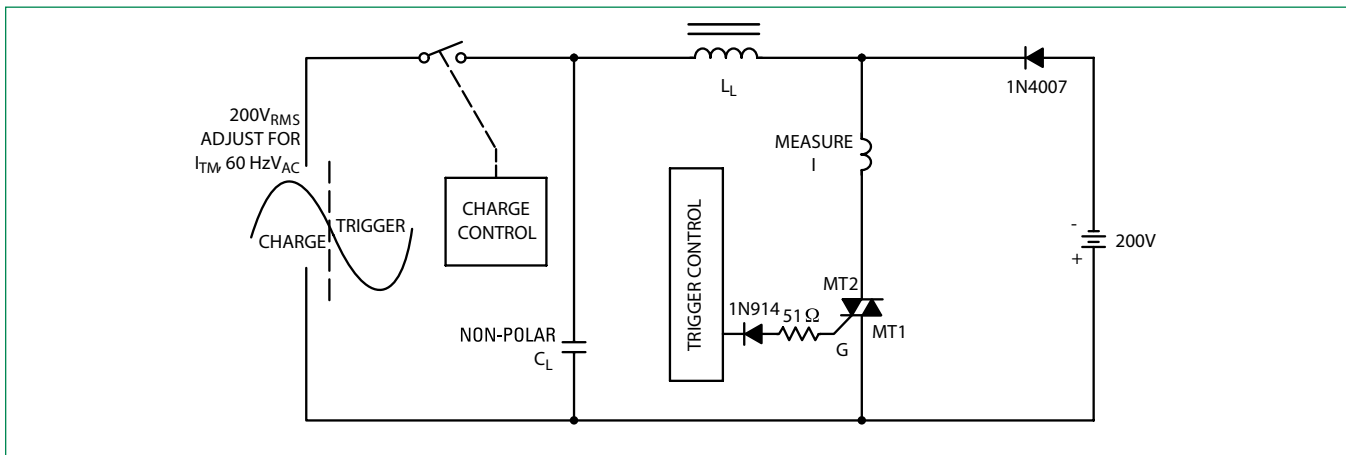 200V_RMS
ADJUST FOR
I_TM, 60 HzV_AC
CHARGE
TRIGGER
CHARGE
CONTROL
NON-POLAR
C_L
L_L
TRIGGER CONTROL
MEASURE
I
1N914
51 Ω
G
MT2
MT1
1N4007
-
+
200V